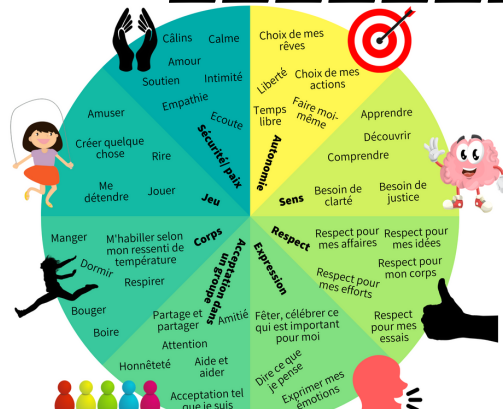 Câlins
Calme
Amour
Soutien
Intimité
Empathie
Ecoute
Sécurité/ paix
Choix de mes
rêves
Liberté
Choix de mes
actions
Temps
libre
Faire moi-
même
Autonomie
Apprendre
Découvrir
Comprendre
Besoin de
clarté
Besoin de
justice
Sens
Respect
Respect pour
mes affaires
Respect pour
mes idées
Respect pour
mon corps
Respect pour
mes efforts
Respect
pour mes
essais
Expression
Fêter, célébrer ce
qui est important
pour moi
Dire ce que
je pense
Exprimer mes
émotions
Acceptation dans
un groupe
Amitié
Partage et
partager
Attention
Honnêteté
Aide et
aider
Acceptation tel
que je suis
Corps
Manger
M'habiller selon
mon ressenti de
température
Dormir
Respirer
Bouger
Boire
Jeu
Amuser
Créer quelque
chose
Rire
Me
détendre
Jouer